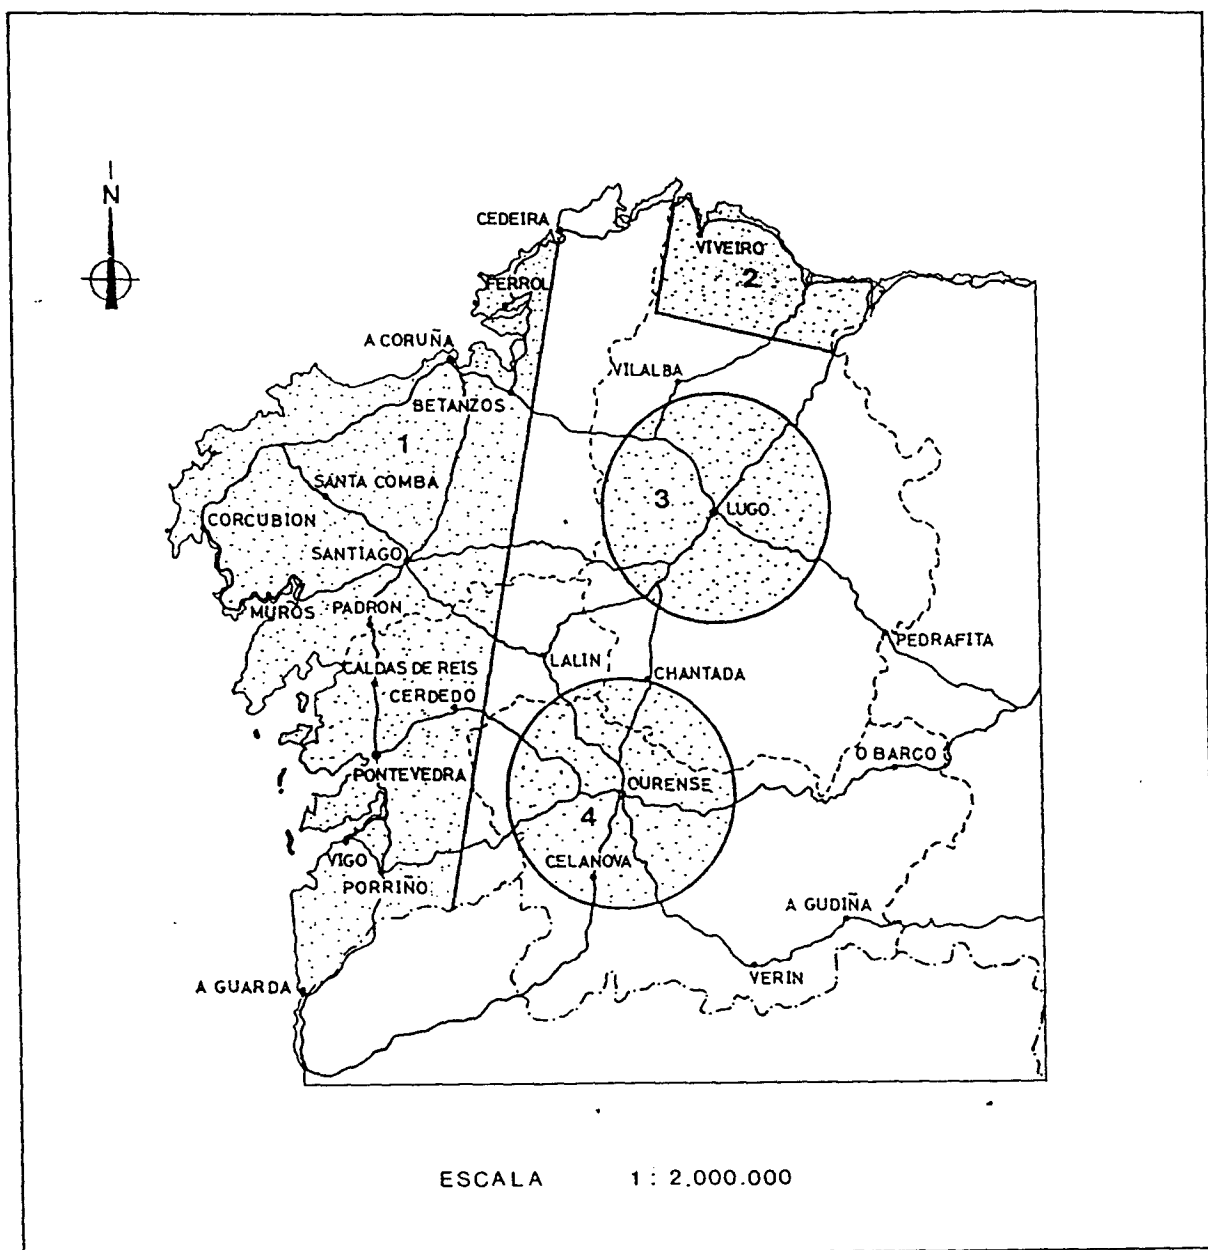 N
CEDEIRA
VIVEIRO
2
FERROL
A CORUÑA
VILALBA
BETANZOS
1
SANTA COMBA
3
LUGO
CORCUBION
SANTIAGO
MUROS
PADRON
PEDRAFITA
LALIN
CALDAS DE REIS
CHANTADA
CERDEDO
O BARCO
PONTEVEDRA
OURENSE
4
VIGO
CELANOVA
PORRIÑO
A GUDIÑA
VERIN
A GUARDA
ESCALA 1 : 2.000.000